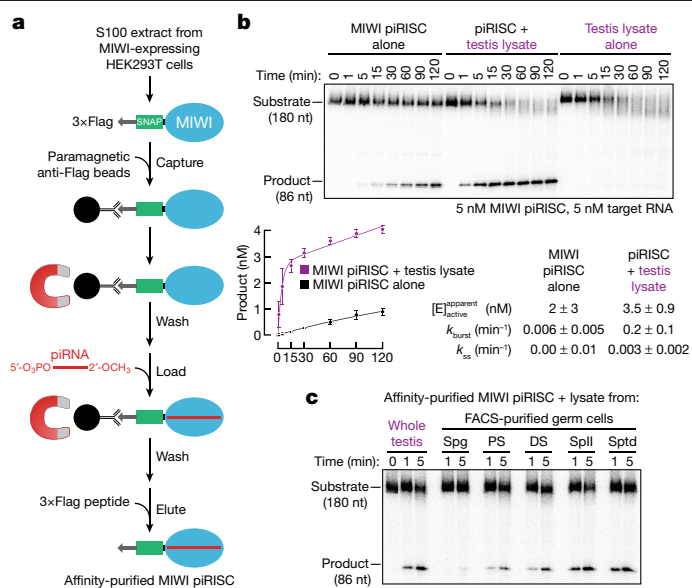 a
S100 extract from
MIWI-expressing
HEK293T cells
3×Flag
SNAP
MIWI
Paramagnetic
anti-Flag beads
Capture
Wash
piRNA
5′-O₃PO 2′-OCH₃
Load
Wash
3×Flag peptide
Elute
Affinity-purified MIWI piRISC
b
MIWI piRISC
alone
piRISC +
testis lysate
Testis lysate
alone
Time (min): 0 1 5 15 30 60 90 120 0 1 5 15 30 60 90 120 0 1 5 15 30 60 90 120
Substrate
(180 nt)
Product
(86 nt)
5 nM MIWI piRISC, 5 nM target RNA
Product (nM)
4
3
2
1
0
MIWI piRISC + testis lysate
MIWI piRISC alone
0 1 15 30 60 90 120
MIWI
piRISC
alone
piRISC
+ testis
lysate
[E]apparent active (nM) 2 ± 3 3.5 ± 0.9
kburst (min⁻¹) 0.006 ± 0.005 0.2 ± 0.1
kss (min⁻¹) 0.00 ± 0.01 0.003 ± 0.002
c
Affinity-purified MIWI piRISC + lysate from:
Whole
testis
FACS-purified germ cells
Spg PS DS SpII Sptd
Time (min): 0 1 5 1 5 1 5 1 5 1 5 1 5
Substrate
(180 nt)
Product
(86 nt)